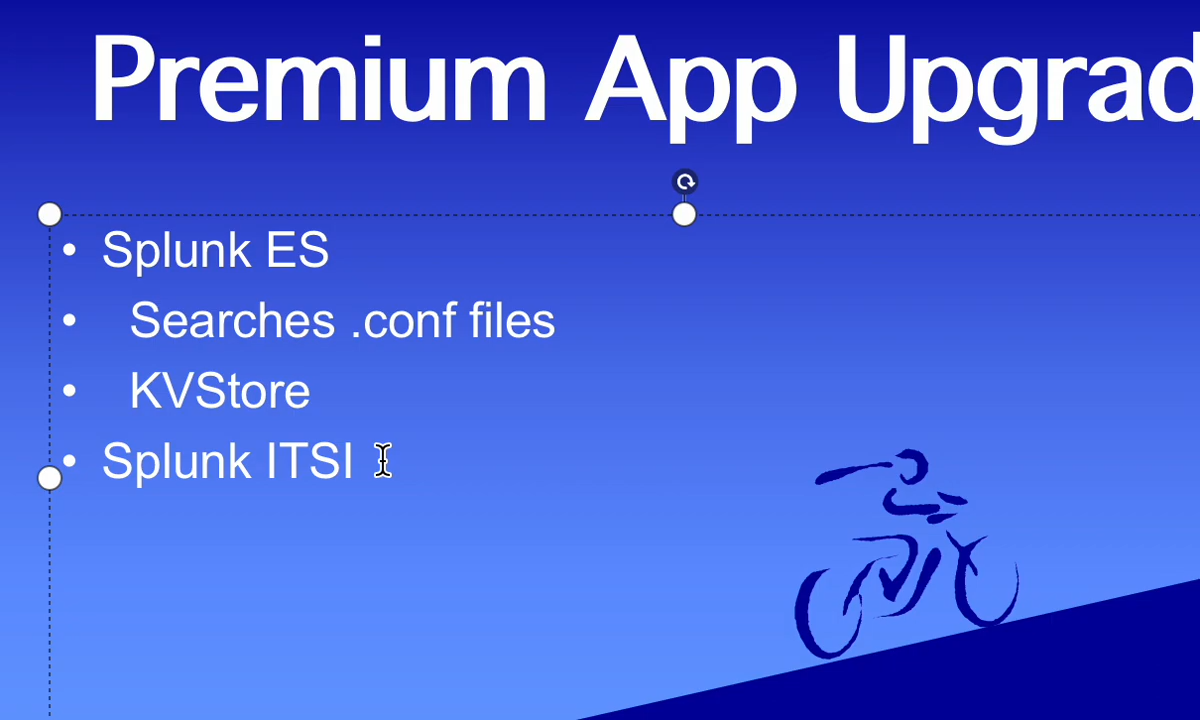 Premium App Upgrad
• Splunk ES
• Searches .conf files
• KVStore
• Splunk ITSI